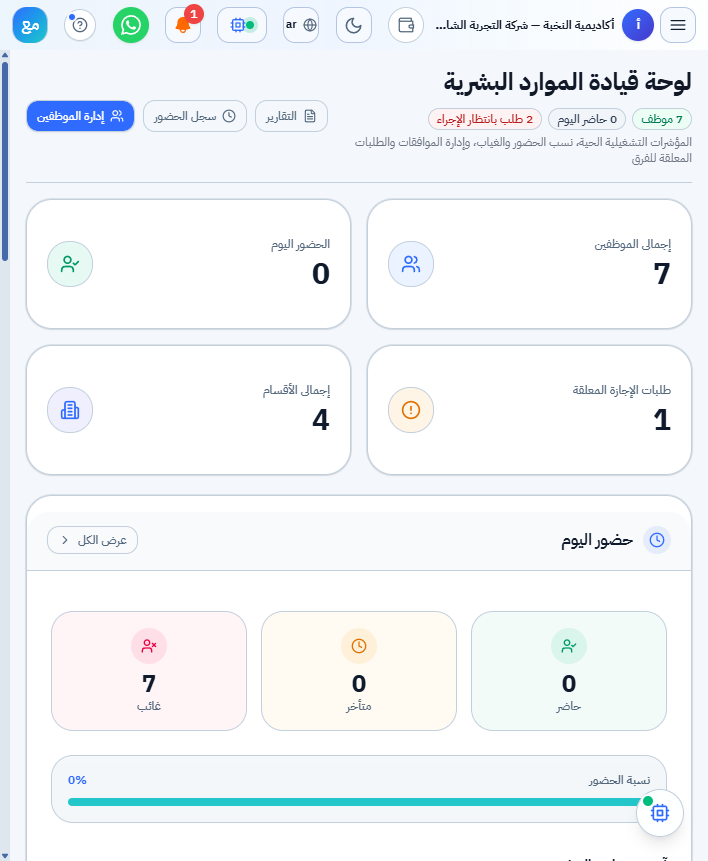 أ
أكاديمية النخبة — شركة التجربة الشا...
ar
1
مع
لوحة قيادة الموارد البشرية
7 موظف
0 حاضر اليوم
2 طلب بانتظار الإجراء
المؤشرات التشغيلية الحية، نسب الحضور والغياب، وإدارة الموافقات والطلبات
المعلقة للفرق
التقارير
سجل الحضور
إدارة الموظفين
إجمالي الموظفين
7
الحضور اليوم
0
طلبات الإجازة المعلقة
1
إجمالي الأقسام
4
حضور اليوم
عرض الكل
0
حاضر
0
متأخر
7
غائب
نسبة الحضور
0%